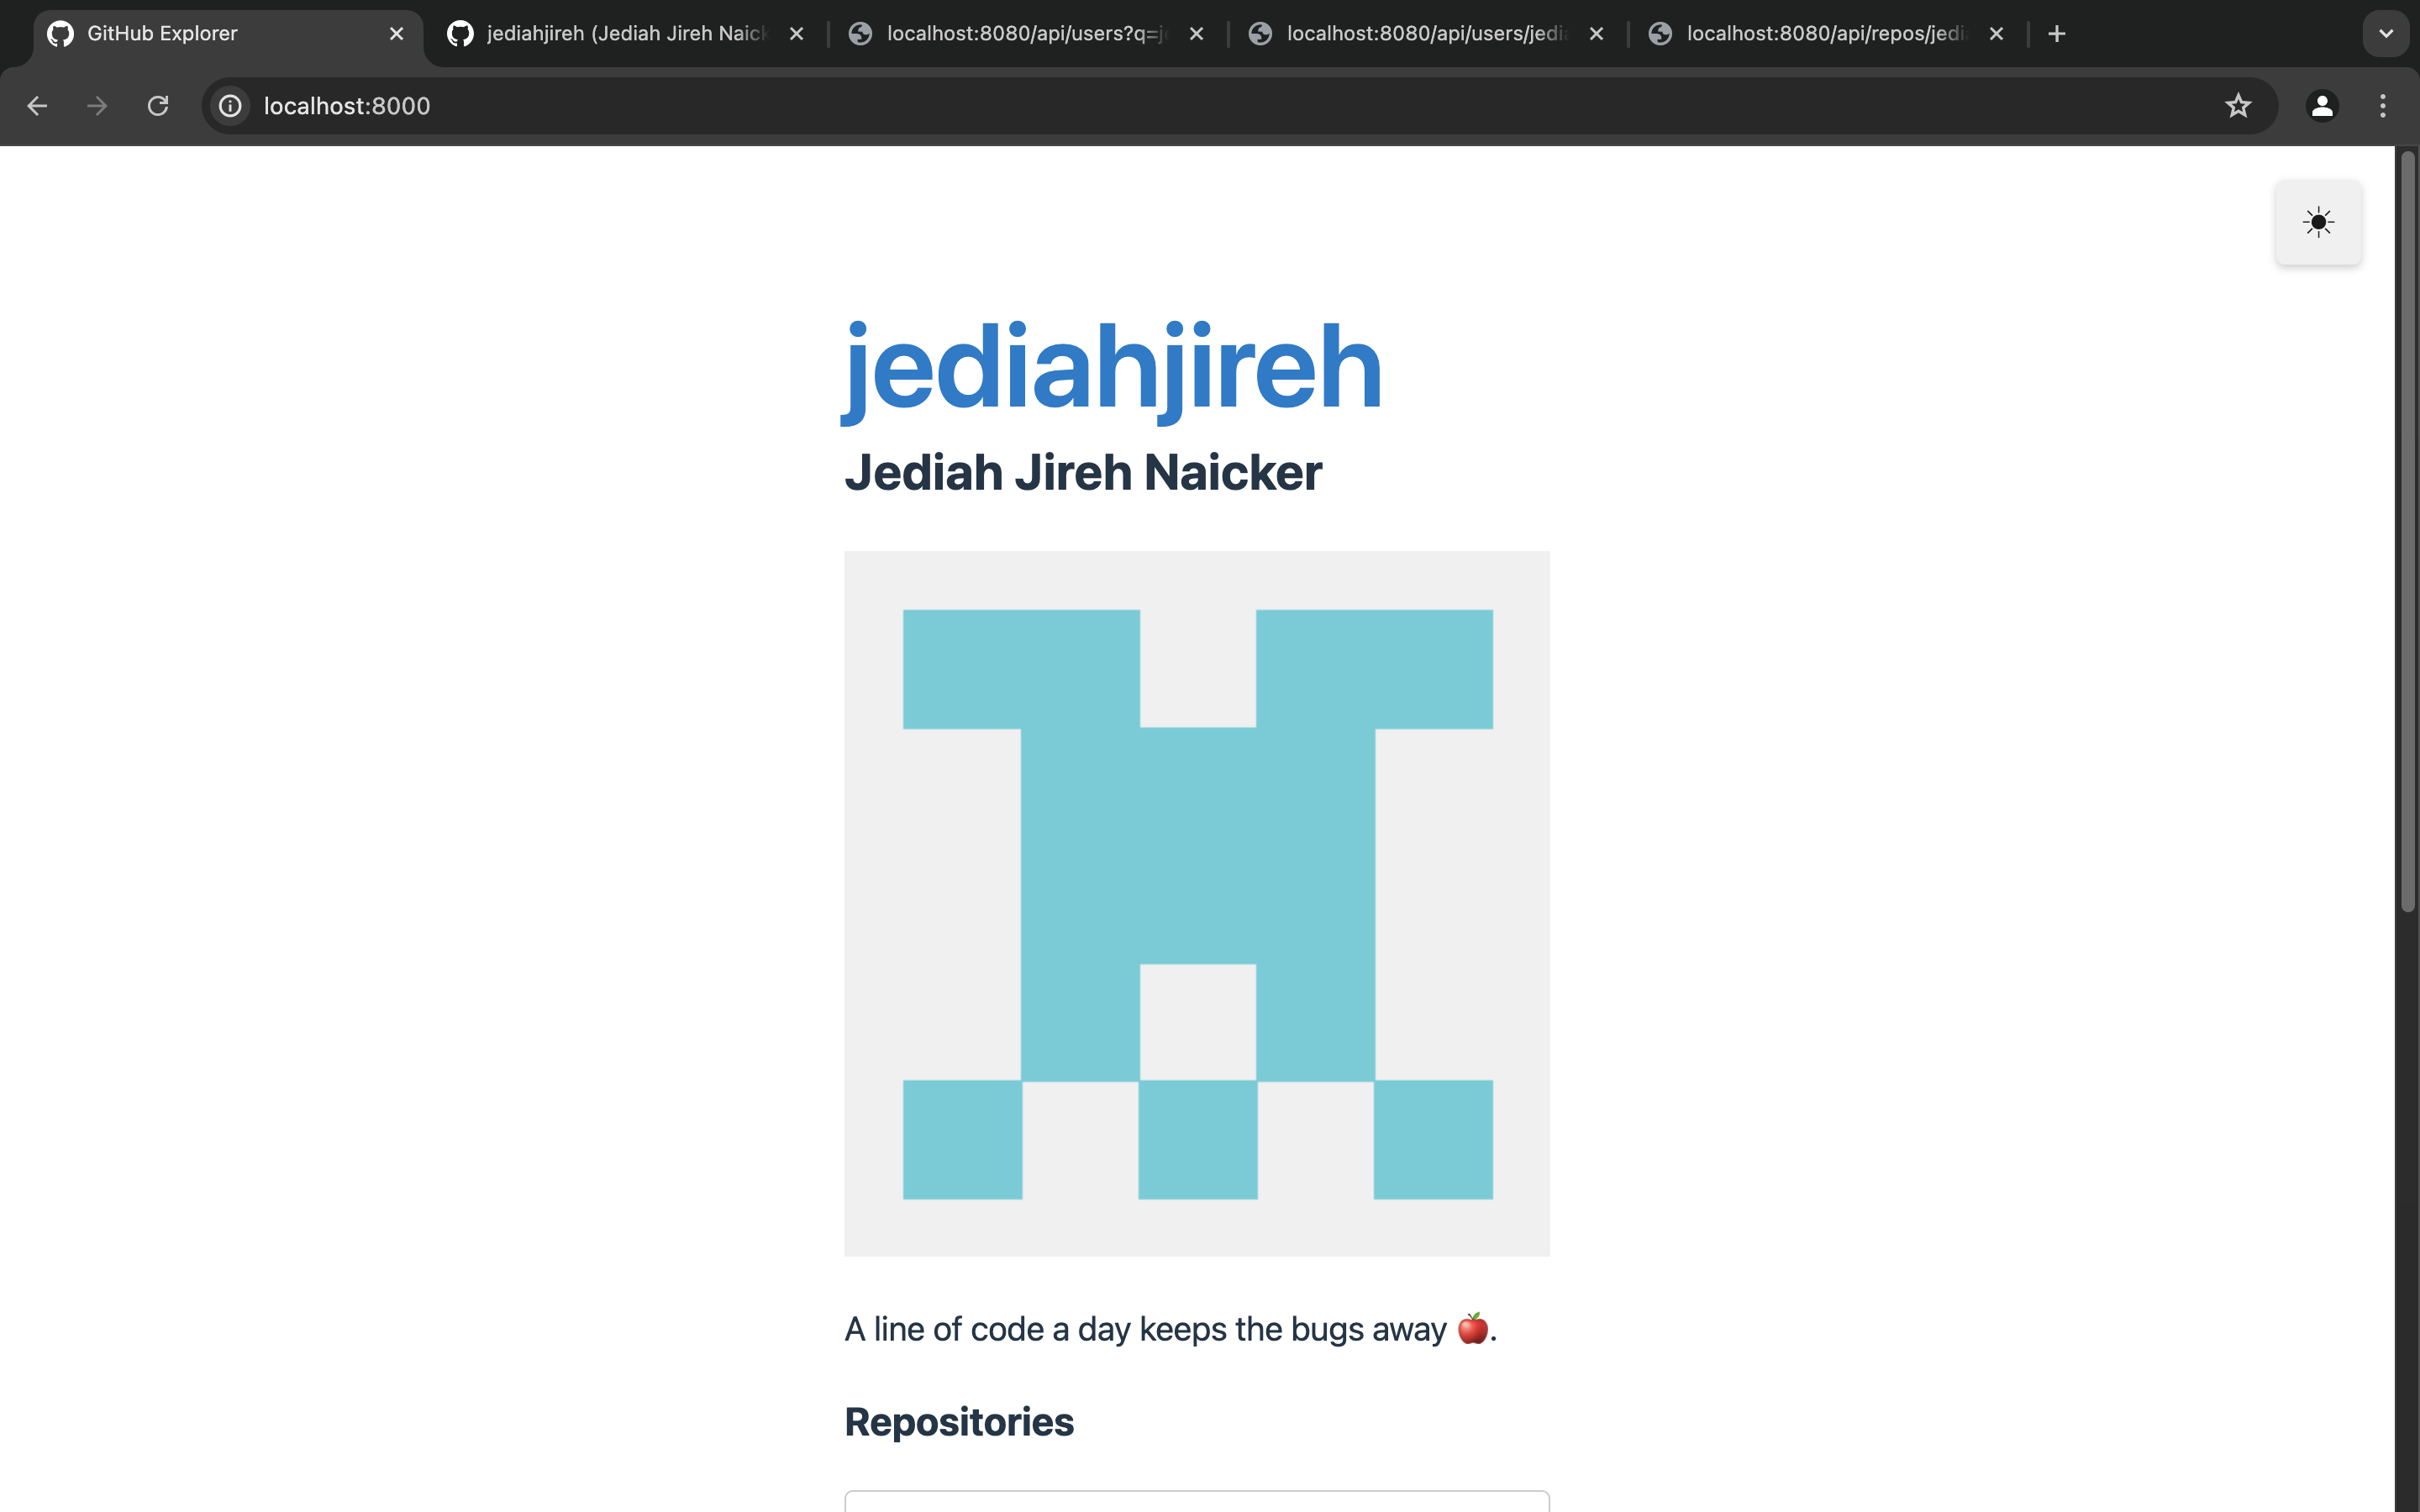 GitHub Explorer
jediahjireh (Jediah Jireh Naick
localhost:8080/api/users?q=j
localhost:8080/api/users/jedi
localhost:8080/api/repos/jedi
localhost:8000
jediahjireh
Jediah Jireh Naicker
A line of code a day keeps the bugs away 🍎.
Repositories